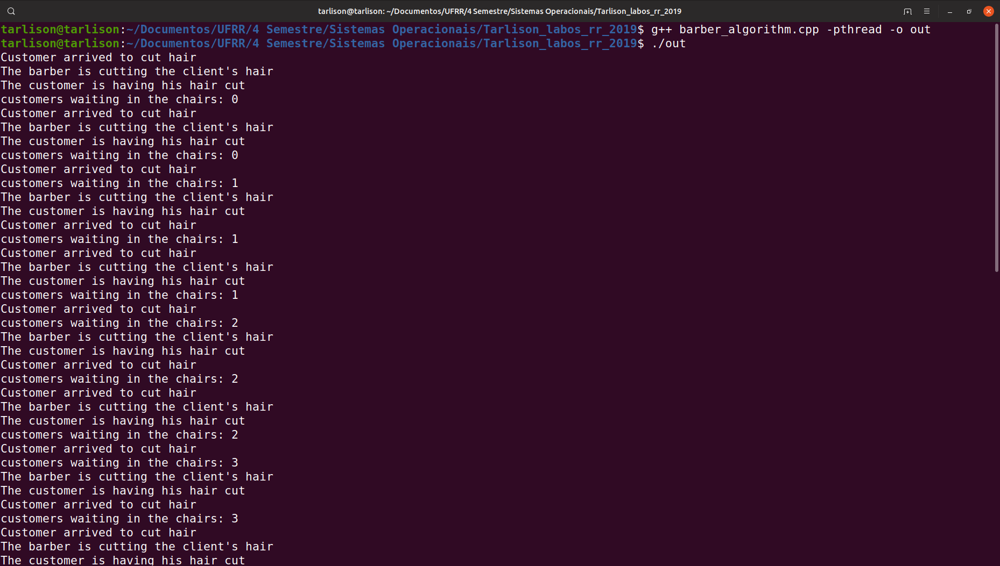 tarlison@tarlison: ~/Documentos/UFRR/4 Semestre/Sistemas Operacionais/Tarlison_labos_rr_2019
tarlison@tarlison:~/Documentos/UFRR/4 Semestre/Sistemas Operacionais/Tarlison_labos_rr_2019$ g++ barber_algorithm.cpp -pthread -o out
tarlison@tarlison:~/Documentos/UFRR/4 Semestre/Sistemas Operacionais/Tarlison_labos_rr_2019$ ./out
Customer arrived to cut hair
The barber is cutting the client's hair
The customer is having his hair cut
customers waiting in the chairs: 0
Customer arrived to cut hair
The barber is cutting the client's hair
The customer is having his hair cut
customers waiting in the chairs: 0
Customer arrived to cut hair
customers waiting in the chairs: 1
The barber is cutting the client's hair
The customer is having his hair cut
Customer arrived to cut hair
customers waiting in the chairs: 1
Customer arrived to cut hair
The barber is cutting the client's hair
The customer is having his hair cut
customers waiting in the chairs: 1
Customer arrived to cut hair
customers waiting in the chairs: 2
The barber is cutting the client's hair
The customer is having his hair cut
Customer arrived to cut hair
customers waiting in the chairs: 2
Customer arrived to cut hair
The barber is cutting the client's hair
The customer is having his hair cut
customers waiting in the chairs: 2
Customer arrived to cut hair
customers waiting in the chairs: 3
The barber is cutting the client's hair
The customer is having his hair cut
Customer arrived to cut hair
customers waiting in the chairs: 3
Customer arrived to cut hair
The barber is cutting the client's hair
The customer is having his hair cut